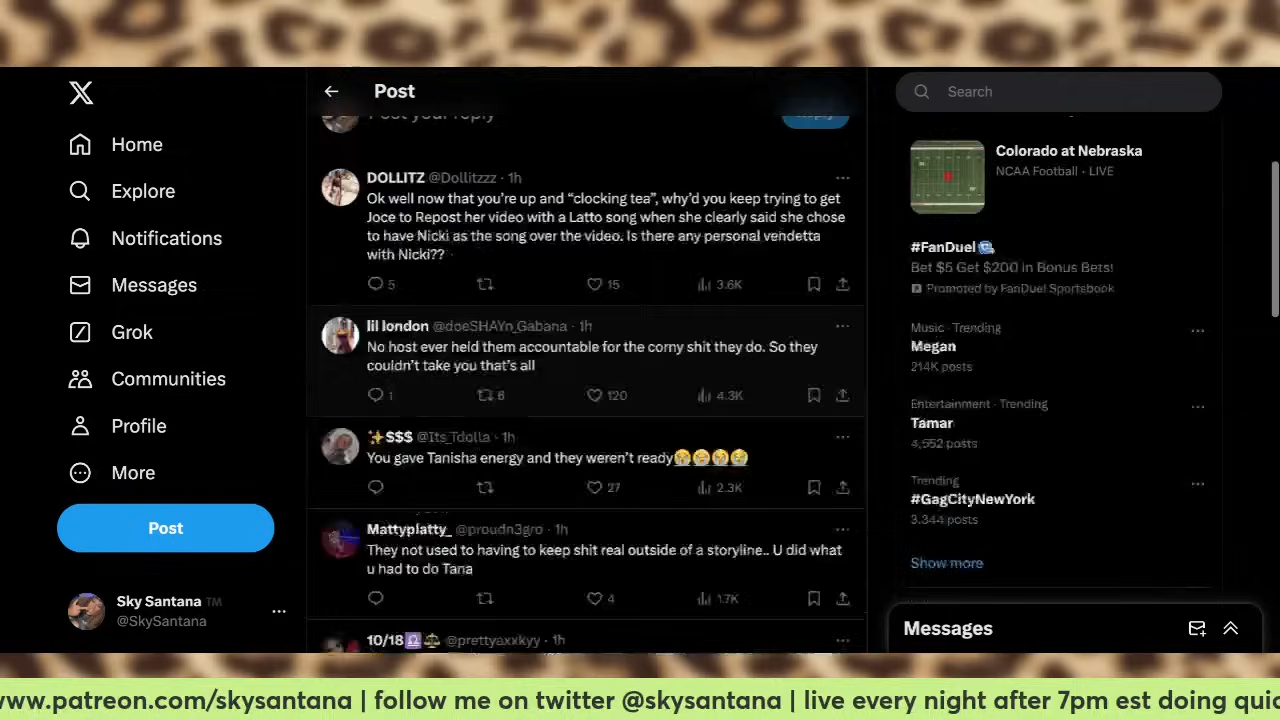 Post
Search
Post your reply
Reply
Home
Explore
Notifications
Messages
Grok
Communities
Profile
More
Post
Sky Santana TM
@SkySantana
DOLLITZ @Dollitzzz · 1h
Ok well now that you're up and “clocking tea”, why'd you keep trying to get
Joce to Repost her video with a Latto song when she clearly said she chose
to have Nicki as the song over the video. Is there any personal vendetta
with Nicki??
5 15 3.6K
lil london @doeSHAYn_Gabana · 1h
No host ever held them accountable for the corny shit they do. So they
couldn't take you that's all
1 6 120 4.3K
✨$$$ @Its_Tdolla · 1h
You gave Tanisha energy and they weren't ready😭😭😭😭
27 2.3K
Mattyplatty_ @proudn3gro · 1h
They not used to having to keep shit real outside of a storyline.. U did what
u had to do Tana
4 1.7K
10/18♎⚖️ @prettyaxxkyy · 1h
Colorado at Nebraska
NCAA Football · LIVE
#FanDuel
Bet $5 Get $200 in Bonus Bets!
Promoted by FanDuel Sportsbook
Music · Trending
Megan
214K posts
Entertainment · Trending
Tamar
4,552 posts
Trending
#GagCityNewYork
3,344 posts
Show more
Messages
www.patreon.com/skysantana | follow me on twitter @skysantana | live every night after 7pm est doing quic